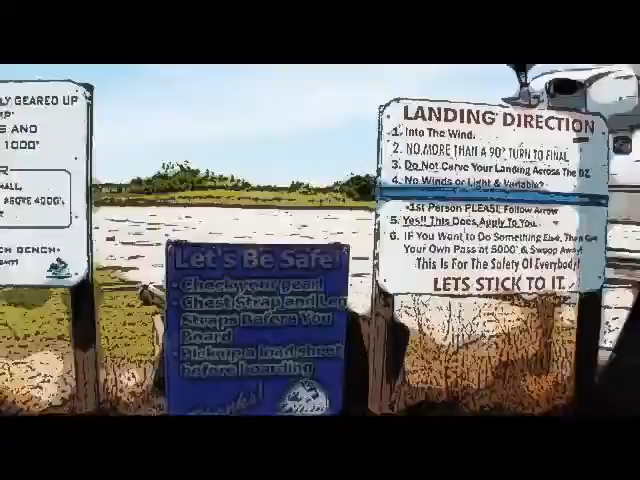 LY GEARED UP
S AND
1000'
R
ABOVE 4000'
CH BENCH
Let's Be Safe!
- Check your gear!
- Chest Strap and Leg
Straps Before You
Board
- Pickup a load sheet
before boarding
Thanks!
LANDING DIRECTION
1. Into The Wind.
2. NO MORE THAN A 90° TURN TO FINAL
3. Do Not Carve Your Landing Across The DZ
4. No Winds or Light & Variable?
-1st Person PLEASE Follow Arrow
5. Yes!! This Does Apply To You
6. IF You Want to Do Something Else, Then Get
Your Own Pass at 5000' & Swoop Away!
This Is For The Safety Of Everybody!
LETS STICK TO IT.